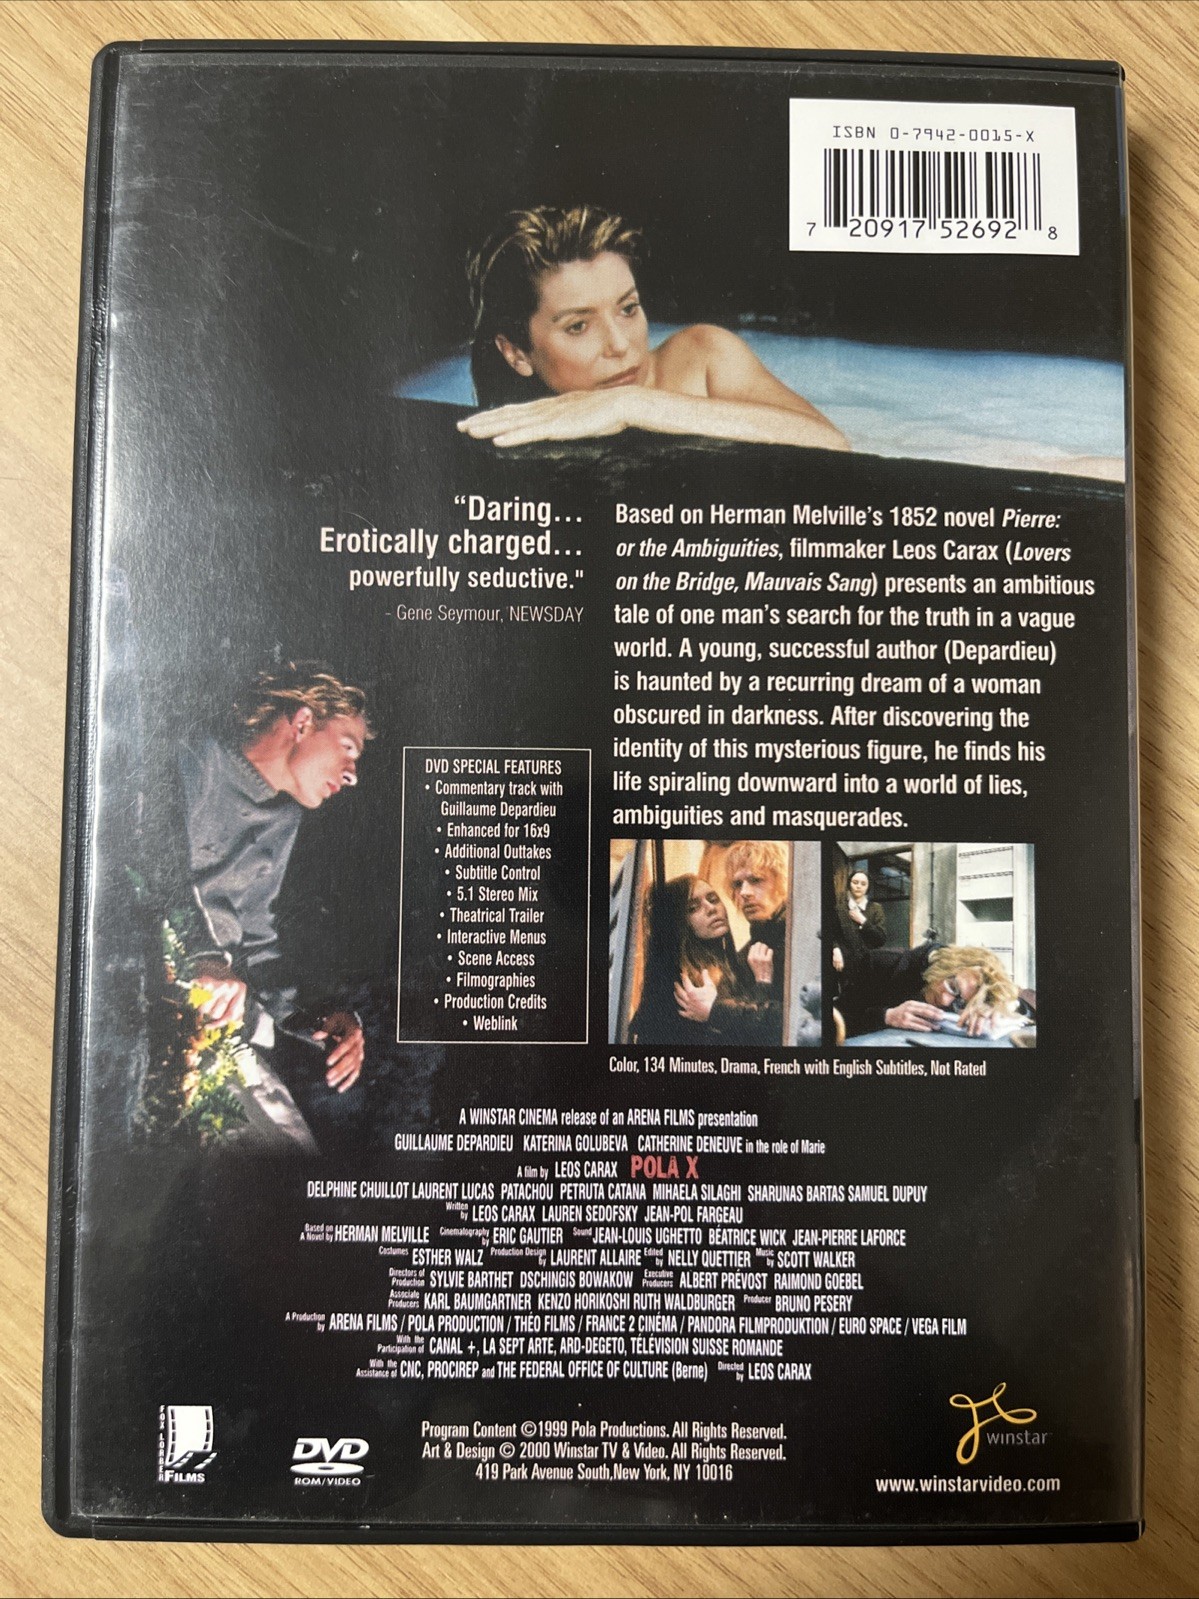 ISBN 0-7942-0015-X
7 20917 52692 8
“Daring...
Erotically charged...
powerfully seductive."
- Gene Seymour, NEWSDAY
Based on Herman Melville’s 1852 novel Pierre:
or the Ambiguities, filmmaker Leos Carax (Lovers
on the Bridge, Mauvais Sang) presents an ambitious
tale of one man’s search for the truth in a vague
world. A young, successful author (Depardieu)
is haunted by a recurring dream of a woman
obscured in darkness. After discovering the
identity of this mysterious figure, he finds his
life spiraling downward into a world of lies,
ambiguities and masquerades.
DVD SPECIAL FEATURES
• Commentary track with
Guillaume Depardieu
• Enhanced for 16x9
• Additional Outtakes
• Subtitle Control
• 5.1 Stereo Mix
• Theatrical Trailer
• Interactive Menus
• Scene Access
• Filmographies
• Production Credits
• Weblink
Color, 134 Minutes, Drama, French with English Subtitles, Not Rated
A WINSTAR CINEMA release of an ARENA FILMS presentation
GUILLAUME DEPARDIEU KATERINA GOLUBEVA CATHERINE DENEUVE in the role of Marie
A film by LEOS CARAX POLA X
DELPHINE CHUILLOT LAURENT LUCAS PATACHOU PETRUTA CATANA MIHAELA SILAGHI SHARUNAS BARTAS SAMUEL DUPUY
Written by LEOS CARAX LAUREN SEDOFSKY JEAN-POL FARGEAU
Based on A Novel by HERMAN MELVILLE Cinematography by ERIC GAUTIER Sound JEAN-LOUIS UGHETTO BÉATRICE WICK JEAN-PIERRE LAFORCE
Costumes ESTHER WALZ Production Design by LAURENT ALLAIRE Edited by NELLY QUETTIER Music by SCOTT WALKER
Directors of Production SYLVIE BARTHET DSCHINGIS BOWAKOW Executive Producers ALBERT PRÉVOST RAIMOND GOEBEL
Associate Producers KARL BAUMGARTNER KENZO HORIKOSHI RUTH WALDBURGER Producer BRUNO PESERY
A Production by ARENA FILMS / POLA PRODUCTION / THÉO FILMS / FRANCE 2 CINÉMA / PANDORA FILMPRODUKTION / EURO SPACE / VEGA FILM
With the Participation of CANAL +, LA SEPT ARTE, ARD-DEGETO, TÉLÉVISION SUISSE ROMANDE
With the Assistance of CNC, PROCIREP and THE FEDERAL OFFICE OF CULTURE (Berne) Directed by LEOS CARAX
FOX LORBER
FILMS
DVD
ROM/VIDEO
Program Content ©1999 Pola Productions. All Rights Reserved.
Art & Design © 2000 Winstar TV & Video. All Rights Reserved.
419 Park Avenue South,New York, NY 10016
winstar
www.winstarvideo.com